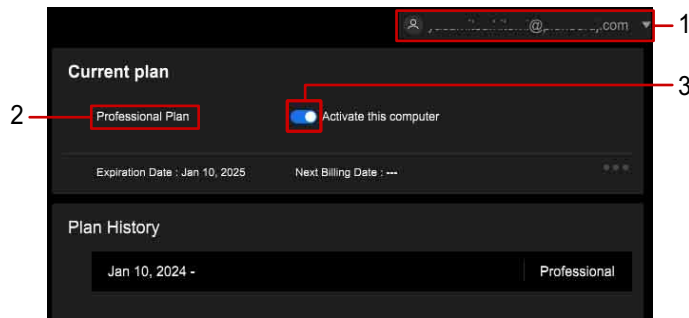 @ .com 1
Current plan
3
2 Professional Plan Activate this computer
Expiration Date : Jan 10, 2025 Next Billing Date : ---
Plan History
Jan 10, 2024 - Professional